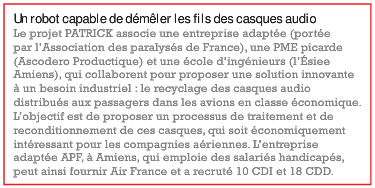 Un robot capable de démêler les fils des casques audio
Le projet PATRICK associe une entreprise adaptée (portée
par l'Association des paralysés de France), une PME picarde
(Ascodero Productique) et une école d'ingénieurs (l'Ésiee
Amiens), qui collaborent pour proposer une solution innovante
à un besoin industriel : le recyclage des casques audio
distribués aux passagers dans les avions en classe économique.
L'objectif est de proposer un processus de traitement et de
reconditionnement de ces casques, qui soit économiquement
intéressant pour les compagnies aériennes. L'entreprise
adaptée APF, à Amiens, qui emploie des salariés handicapés,
peut ainsi fournir Air France et a recruté 10 CDI et 18 CDD.